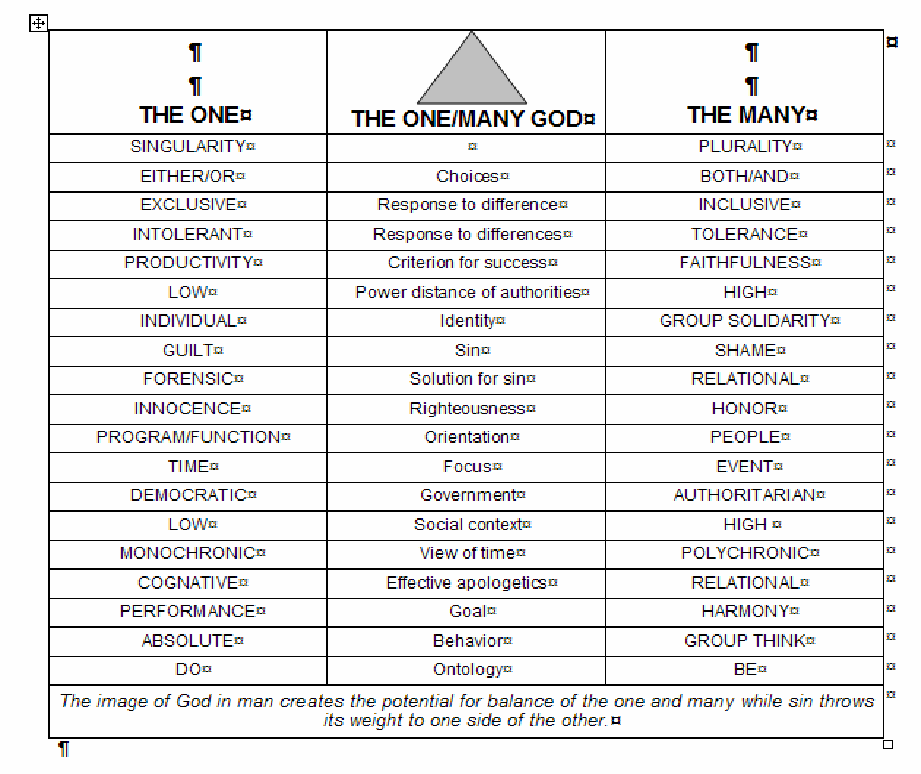 THE ONE THE ONE/MANY GOD THE MANY
SINGULARITY PLURALITY
EITHER/OR Choices BOTH/AND
EXCLUSIVE Response to difference INCLUSIVE
INTOLERANT Response to differences TOLERANCE
PRODUCTIVITY Criterion for success FAITHFULNESS
LOW Power distance of authorities HIGH
INDIVIDUAL Identity GROUP SOLIDARITY
GUILT Sin SHAME
FORENSIC Solution for sin RELATIONAL
INNOCENCE Righteousness HONOR
PROGRAM/FUNCTION Orientation PEOPLE
TIME Focus EVENT
DEMOCRATIC Government AUTHORITARIAN
LOW Social context HIGH
MONOCHRONIC View of time POLYCHRONIC
COGNATIVE Effective apologetics RELATIONAL
PERFORMANCE Goal HARMONY
ABSOLUTE Behavior GROUP THINK
DO Ontology BE
The image of God in man creates the potential for balance of the one and many while sin throws
its weight to one side of the other.